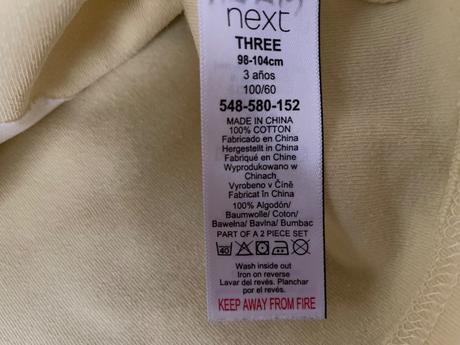 next
THREE
98-104cm
3 años
100/60
548-580-152
MADE IN CHINA
100% COTTON
Fabricado en China
Hergestellt in China
Fabriqué en Chine
Wyprodukowano w
Chinach
Vyrobeno v Číně
Fabricat în China
100% Algodón/
Baumwolle/ Coton/
Bawełna/ Bavlna/ Bumbac
PART OF A 2 PIECE SET
40
Wash inside out
Iron on reverse
Lavar del revés. Planchar
por el revés.
KEEP AWAY FROM FIRE